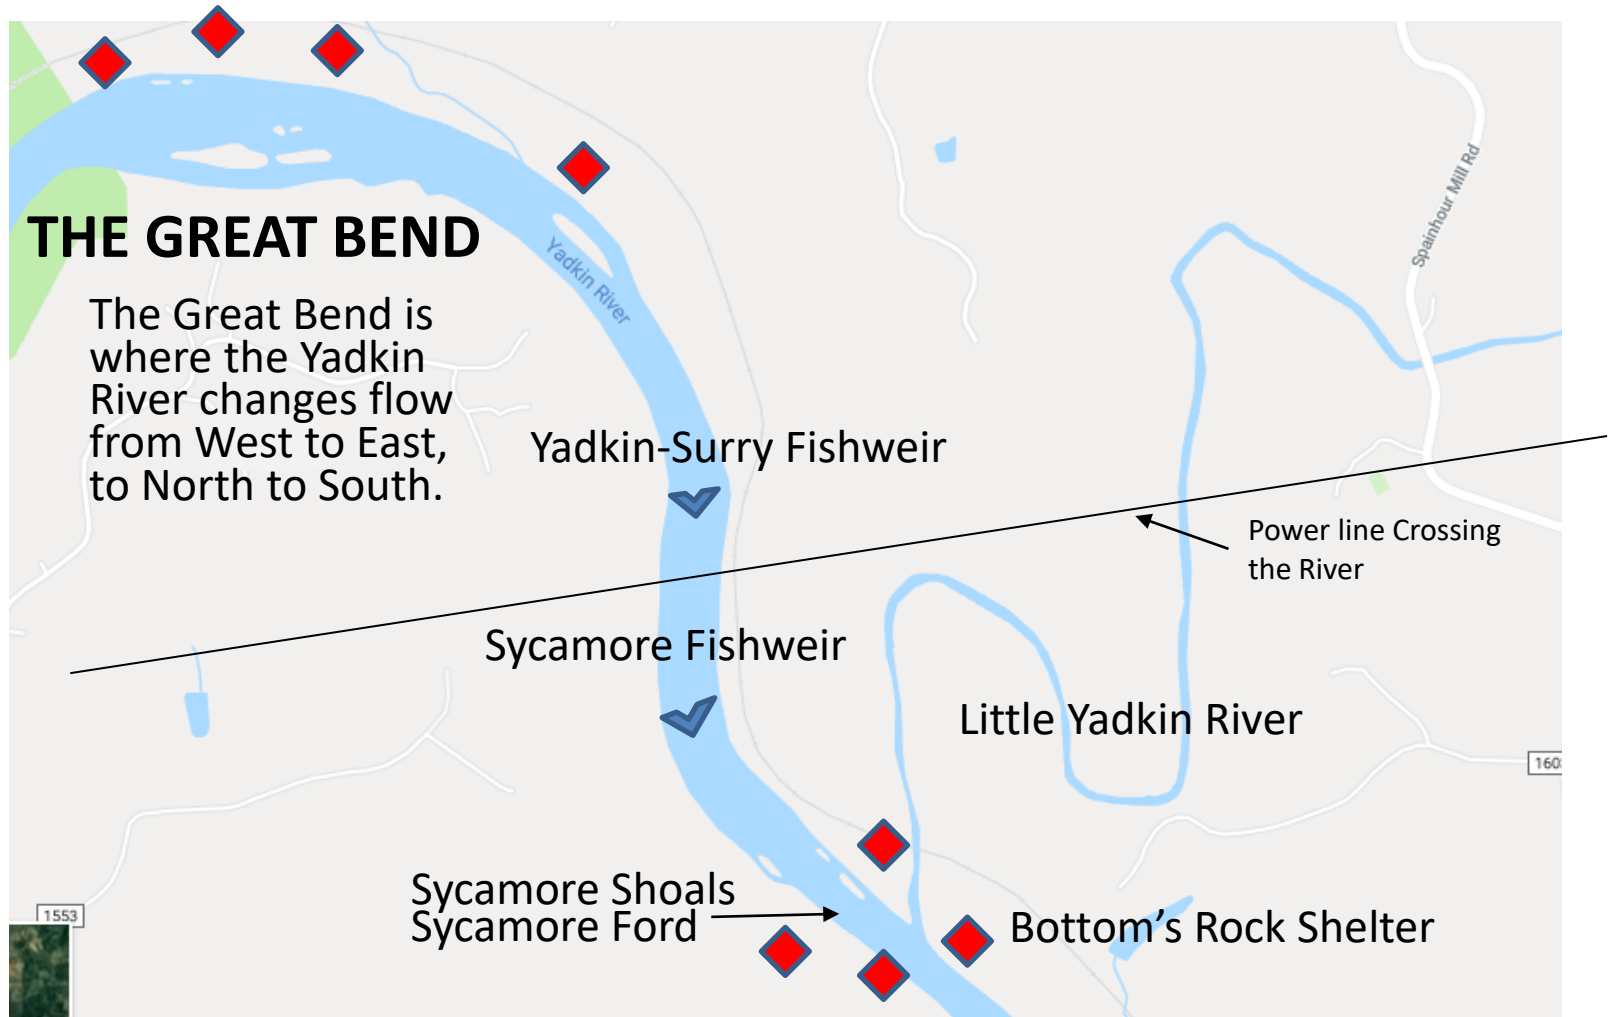 THE GREAT BEND
The Great Bend is
where the Yadkin
River changes flow
from West to East,
to North to South.
Yadkin River
Spainhour Mill Rd
Yadkin-Surry Fishweir
Power line Crossing
the River
Sycamore Fishweir
Little Yadkin River
160
Sycamore Shoals
Sycamore Ford
1553
Bottom’s Rock Shelter